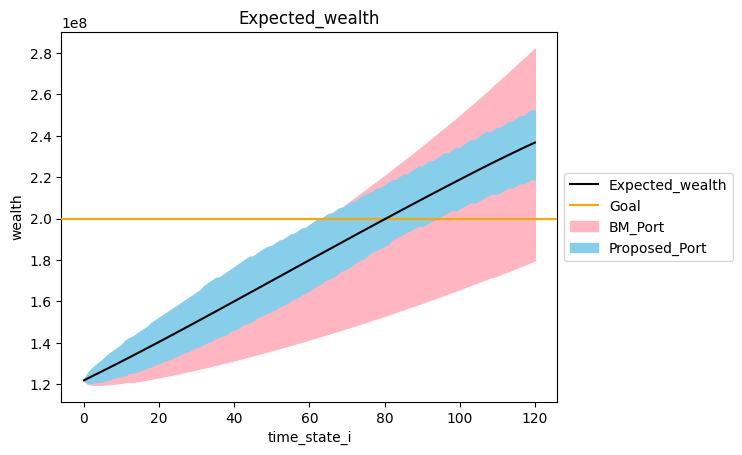 Expected_wealth
1e8
2.8
2.6
2.4
2.2
2.0
1.8
1.6
1.4
1.2
wealth
0 20 40 60 80 100 120
time_state_i
Expected_wealth
Goal
BM_Port
Proposed_Port